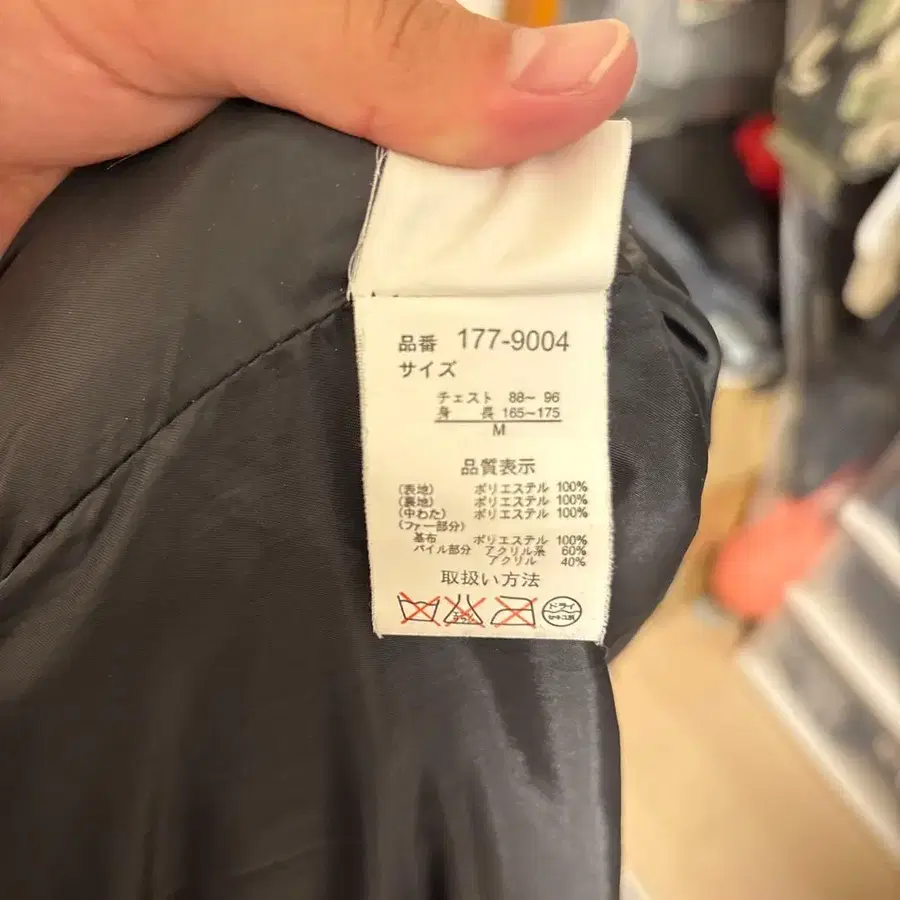 品番 177-9004
サイズ
チェスト 88~ 96
身 長 165~175
M
品質表示
(表地) ポリエステル 100%
(裏地) ポリエステル 100%
(中わた) ポリエステル 100%
(ファー部分)
基布 ポリエステル 100%
パイル部分 アクリル系 60%
アクリル 40%
取扱い方法
ドライ
セキユ系